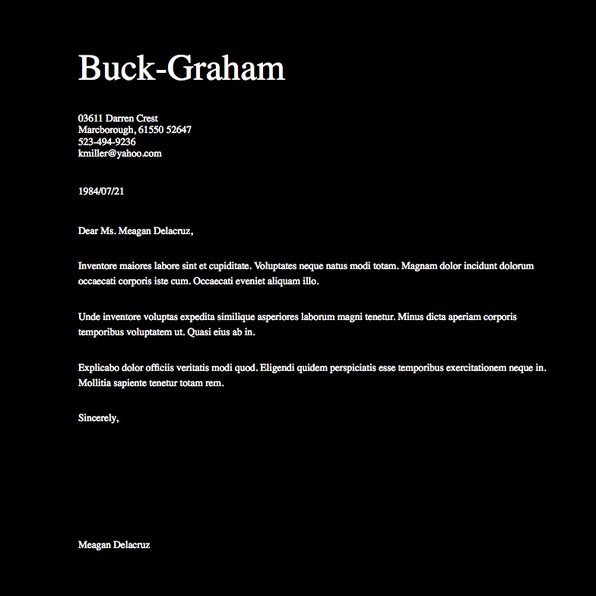 Buck-Graham
03611 Darren Crest
Marcborough, 61550 52647
523-494-9236
kmiller@yahoo.com
1984/07/21
Dear Ms. Meagan Delacruz,
Inventore maiores labore sint et cupiditate. Voluptates neque natus modi totam. Magnam dolor incidunt dolorum
occaecati corporis iste cum. Occaecati eveniet aliquam illo.
Unde inventore voluptas expedita similique asperiores laborum magni tenetur. Minus dicta aperiam corporis
temporibus voluptatem ut. Quasi eius ab in.
Explicabo dolor officiis veritatis modi quod. Eligendi quidem perspiciatis esse temporibus exercitationem neque in.
Mollitia sapiente tenetur totam rem.
Sincerely,
Meagan Delacruz